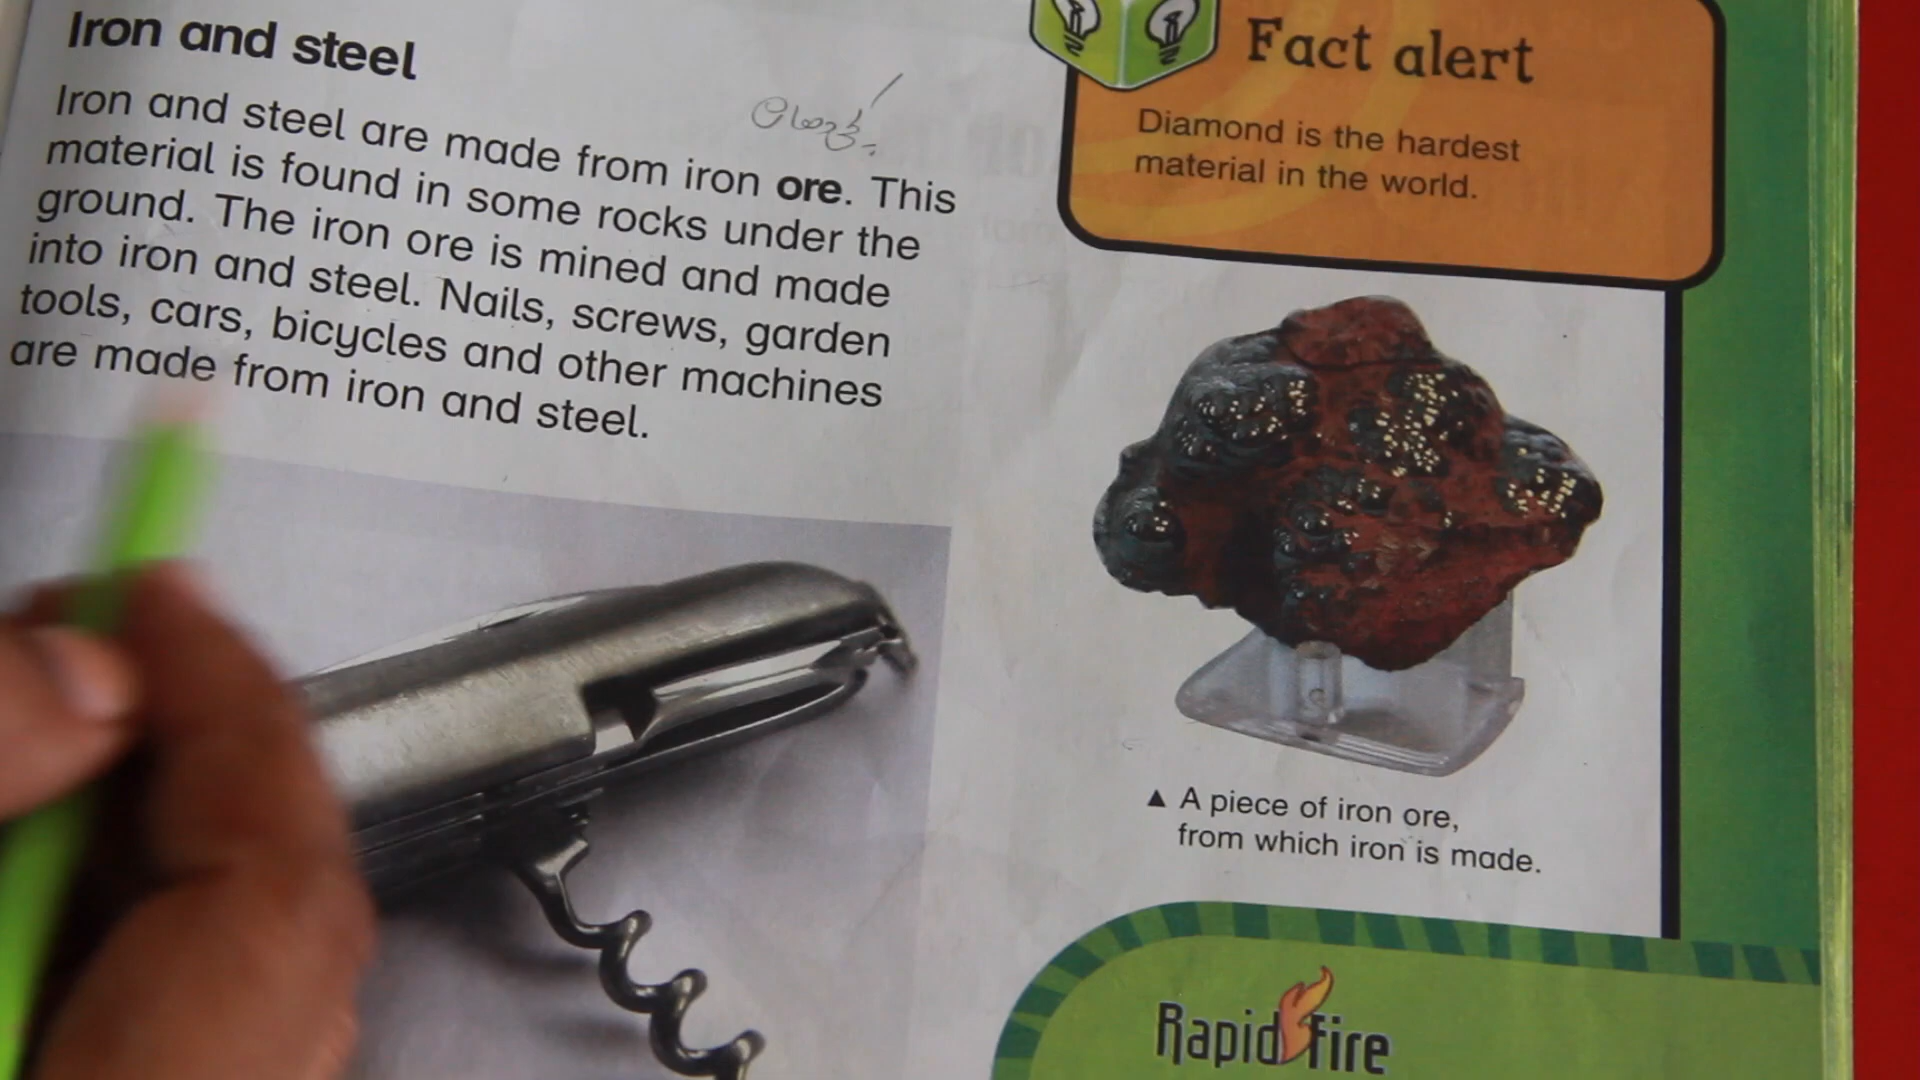 Iron and steel
Iron and steel are made from iron ore. This
material is found in some rocks under the
ground. The iron ore is mined and made
into iron and steel. Nails, screws, garden
tools, cars, bicycles and other machines
are made from iron and steel.
Fact alert
Diamond is the hardest
material in the world.
▲ A piece of iron ore,
from which iron is made.
Rapid fire